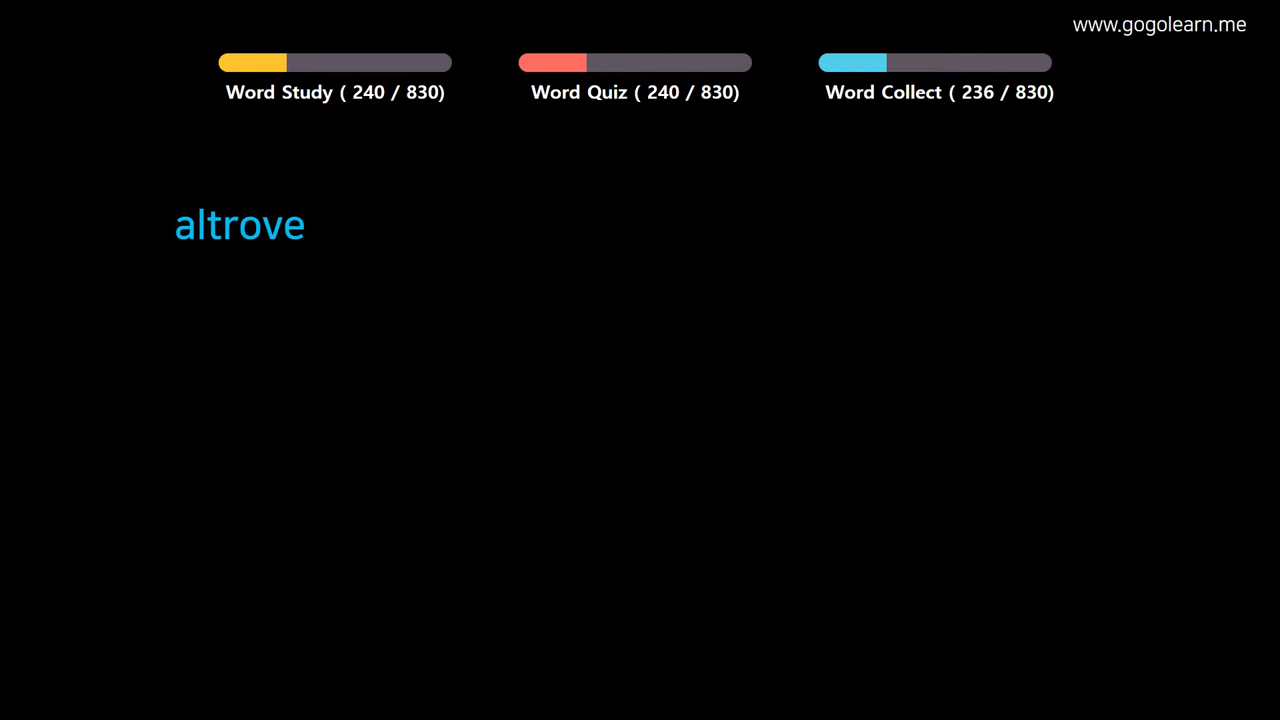 www.gogolearn.me
Word Study ( 240 / 830)
Word Quiz ( 240 / 830)
Word Collect ( 236 / 830)
altrove